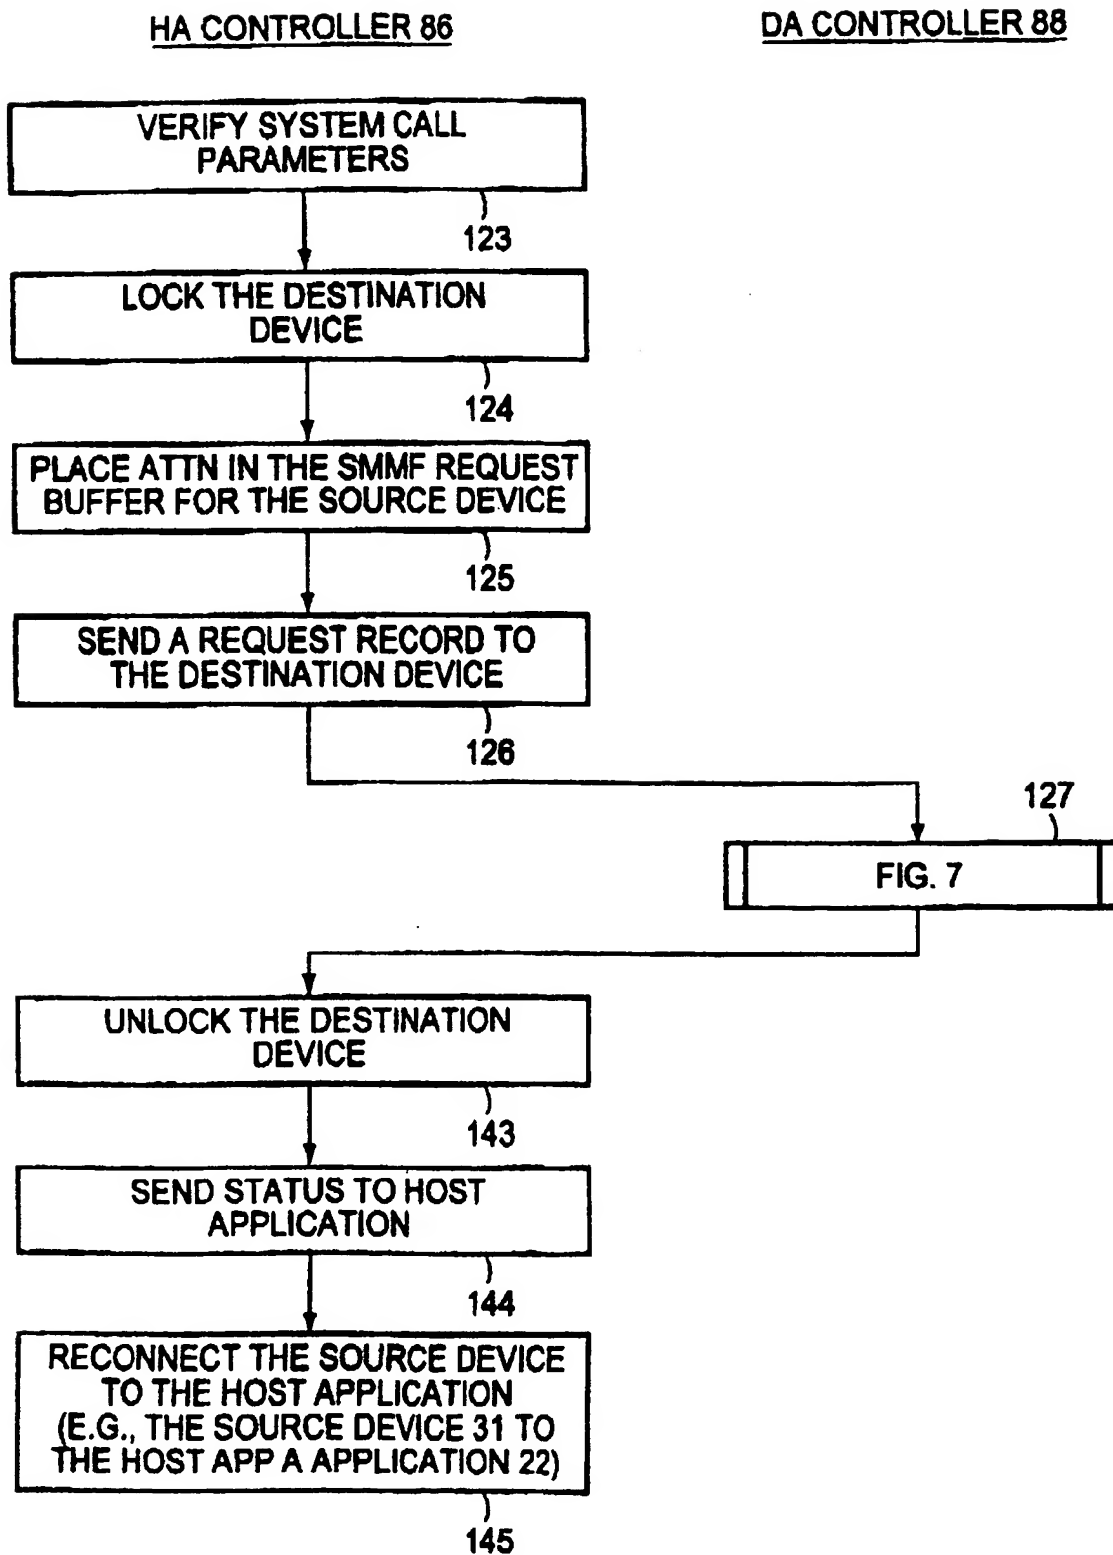 HA CONTROLLER 86
DA CONTROLLER 88
VERIFY SYSTEM CALL
PARAMETERS
123
LOCK THE DESTINATION
DEVICE
124
PLACE ATTN IN THE SMMF REQUEST
BUFFER FOR THE SOURCE DEVICE
125
SEND A REQUEST RECORD TO
THE DESTINATION DEVICE
126
127
FIG. 7
UNLOCK THE DESTINATION
DEVICE
143
SEND STATUS TO HOST
APPLICATION
144
RECONNECT THE SOURCE DEVICE
TO THE HOST APPLICATION
(E.G., THE SOURCE DEVICE 31 TO
THE HOST APP A APPLICATION 22)
145